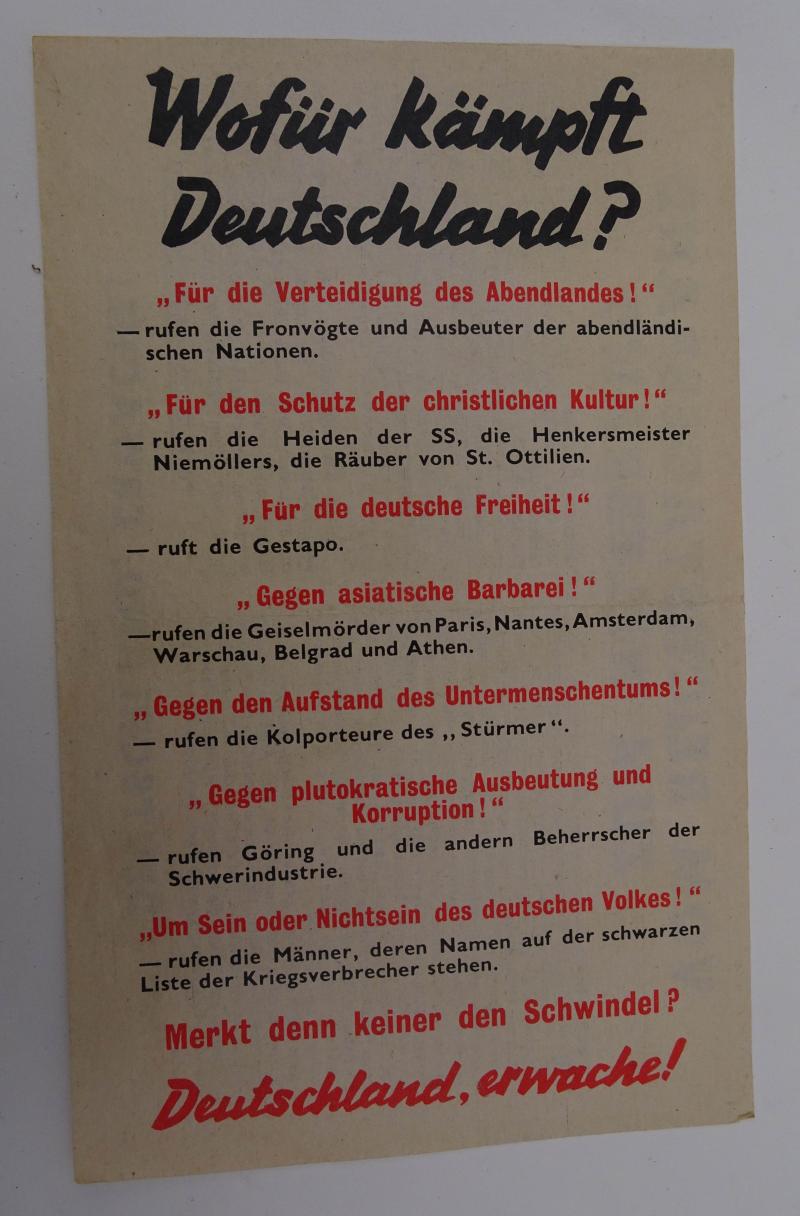 Wofür kämpft
Deutschland?
„Für die Verteidigung des Abendlandes!“
— rufen die Fronvögte und Ausbeuter der abendländi-
schen Nationen.
„Für den Schutz der christlichen Kultur!“
— rufen die Heiden der SS, die Henkersmeister
Niemöllers, die Räuber von St. Ottilien.
„Für die deutsche Freiheit!“
— ruft die Gestapo.
„Gegen asiatische Barbarei!“
—rufen die Geiselmörder von Paris, Nantes, Amsterdam,
Warschau, Belgrad und Athen.
„Gegen den Aufstand des Untermenschentums!“
— rufen die Kolporteure des „Stürmer“.
„Gegen plutokratische Ausbeutung und
Korruption!“
— rufen Göring und die andern Beherrscher der
Schwerindustrie.
„Um Sein oder Nichtsein des deutschen Volkes!“
— rufen die Männer, deren Namen auf der schwarzen
Liste der Kriegsverbrecher stehen.
Merkt denn keiner den Schwindel?
Deutschland, erwache!